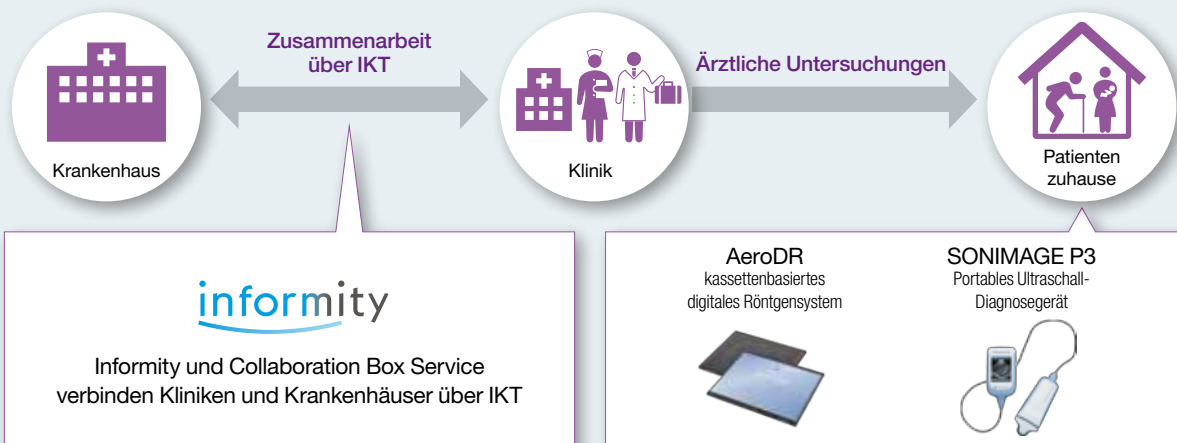 Zusammenarbeit
über IKT
Ärztliche Untersuchungen
Krankenhaus
Klinik
Patienten
zuhause
informity
Informity und Collaboration Box Service
verbinden Kliniken und Krankenhäuser über IKT
AeroDR
kassettenbasiertes
digitales Röntgensystem
SONIMAGE P3
Portables Ultraschall-
Diagnosegerät